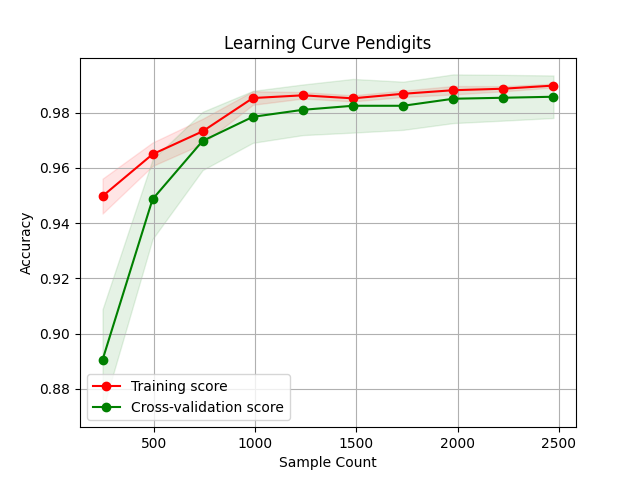 Learning Curve Pendigits
0.98
0.96
0.94
0.92
0.90
0.88
Accuracy
Training score
Cross-validation score
500 1000 1500 2000 2500
Sample Count